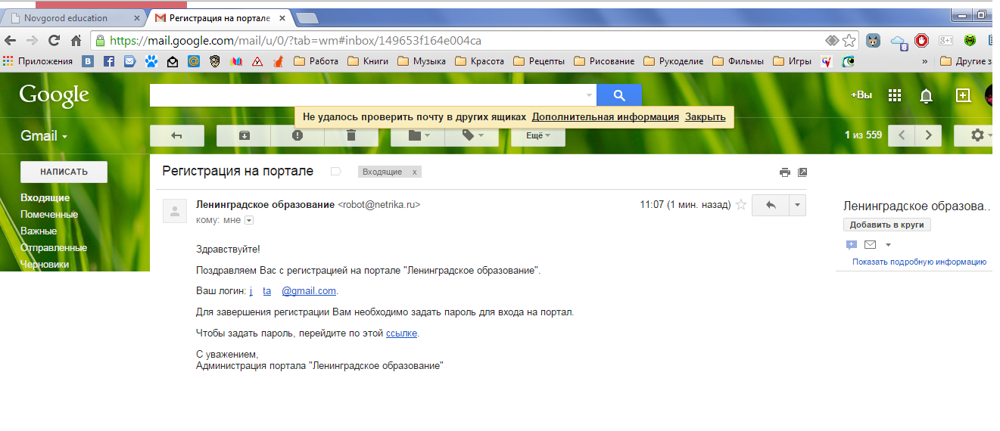 Novgorod education × Регистрация на портале ×
https://mail.google.com/mail/u/0/?tab=wm#inbox/149653f164e004ca
Приложения Работа Книги Музыка Красота Рецепты Рисование Рукоделие Фильмы Игры » Другие
Google +Вы
Не удалось проверить почту в других ящиках Дополнительная информация Закрыть
Gmail Ещё 1 из 559
НАПИСАТЬ
Регистрация на портале Входящие x
Входящие
Помеченные
Важные
Отправленные
Черновики
Ленинградское образование <robot@netrika.ru> 11:07 (1 мин. назад)
кому: мне
Здравствуйте!
Поздравляем Вас с регистрацией на портале "Ленинградское образование".
Ваш логин: j ta @gmail.com.
Для завершения регистрации Вам необходимо задать пароль для входа на портал.
Чтобы задать пароль, перейдите по этой ссылке.
С уважением,
Администрация портала "Ленинградское образование"
Ленинградское образова...
Добавить в круги
Показать подробную информацию